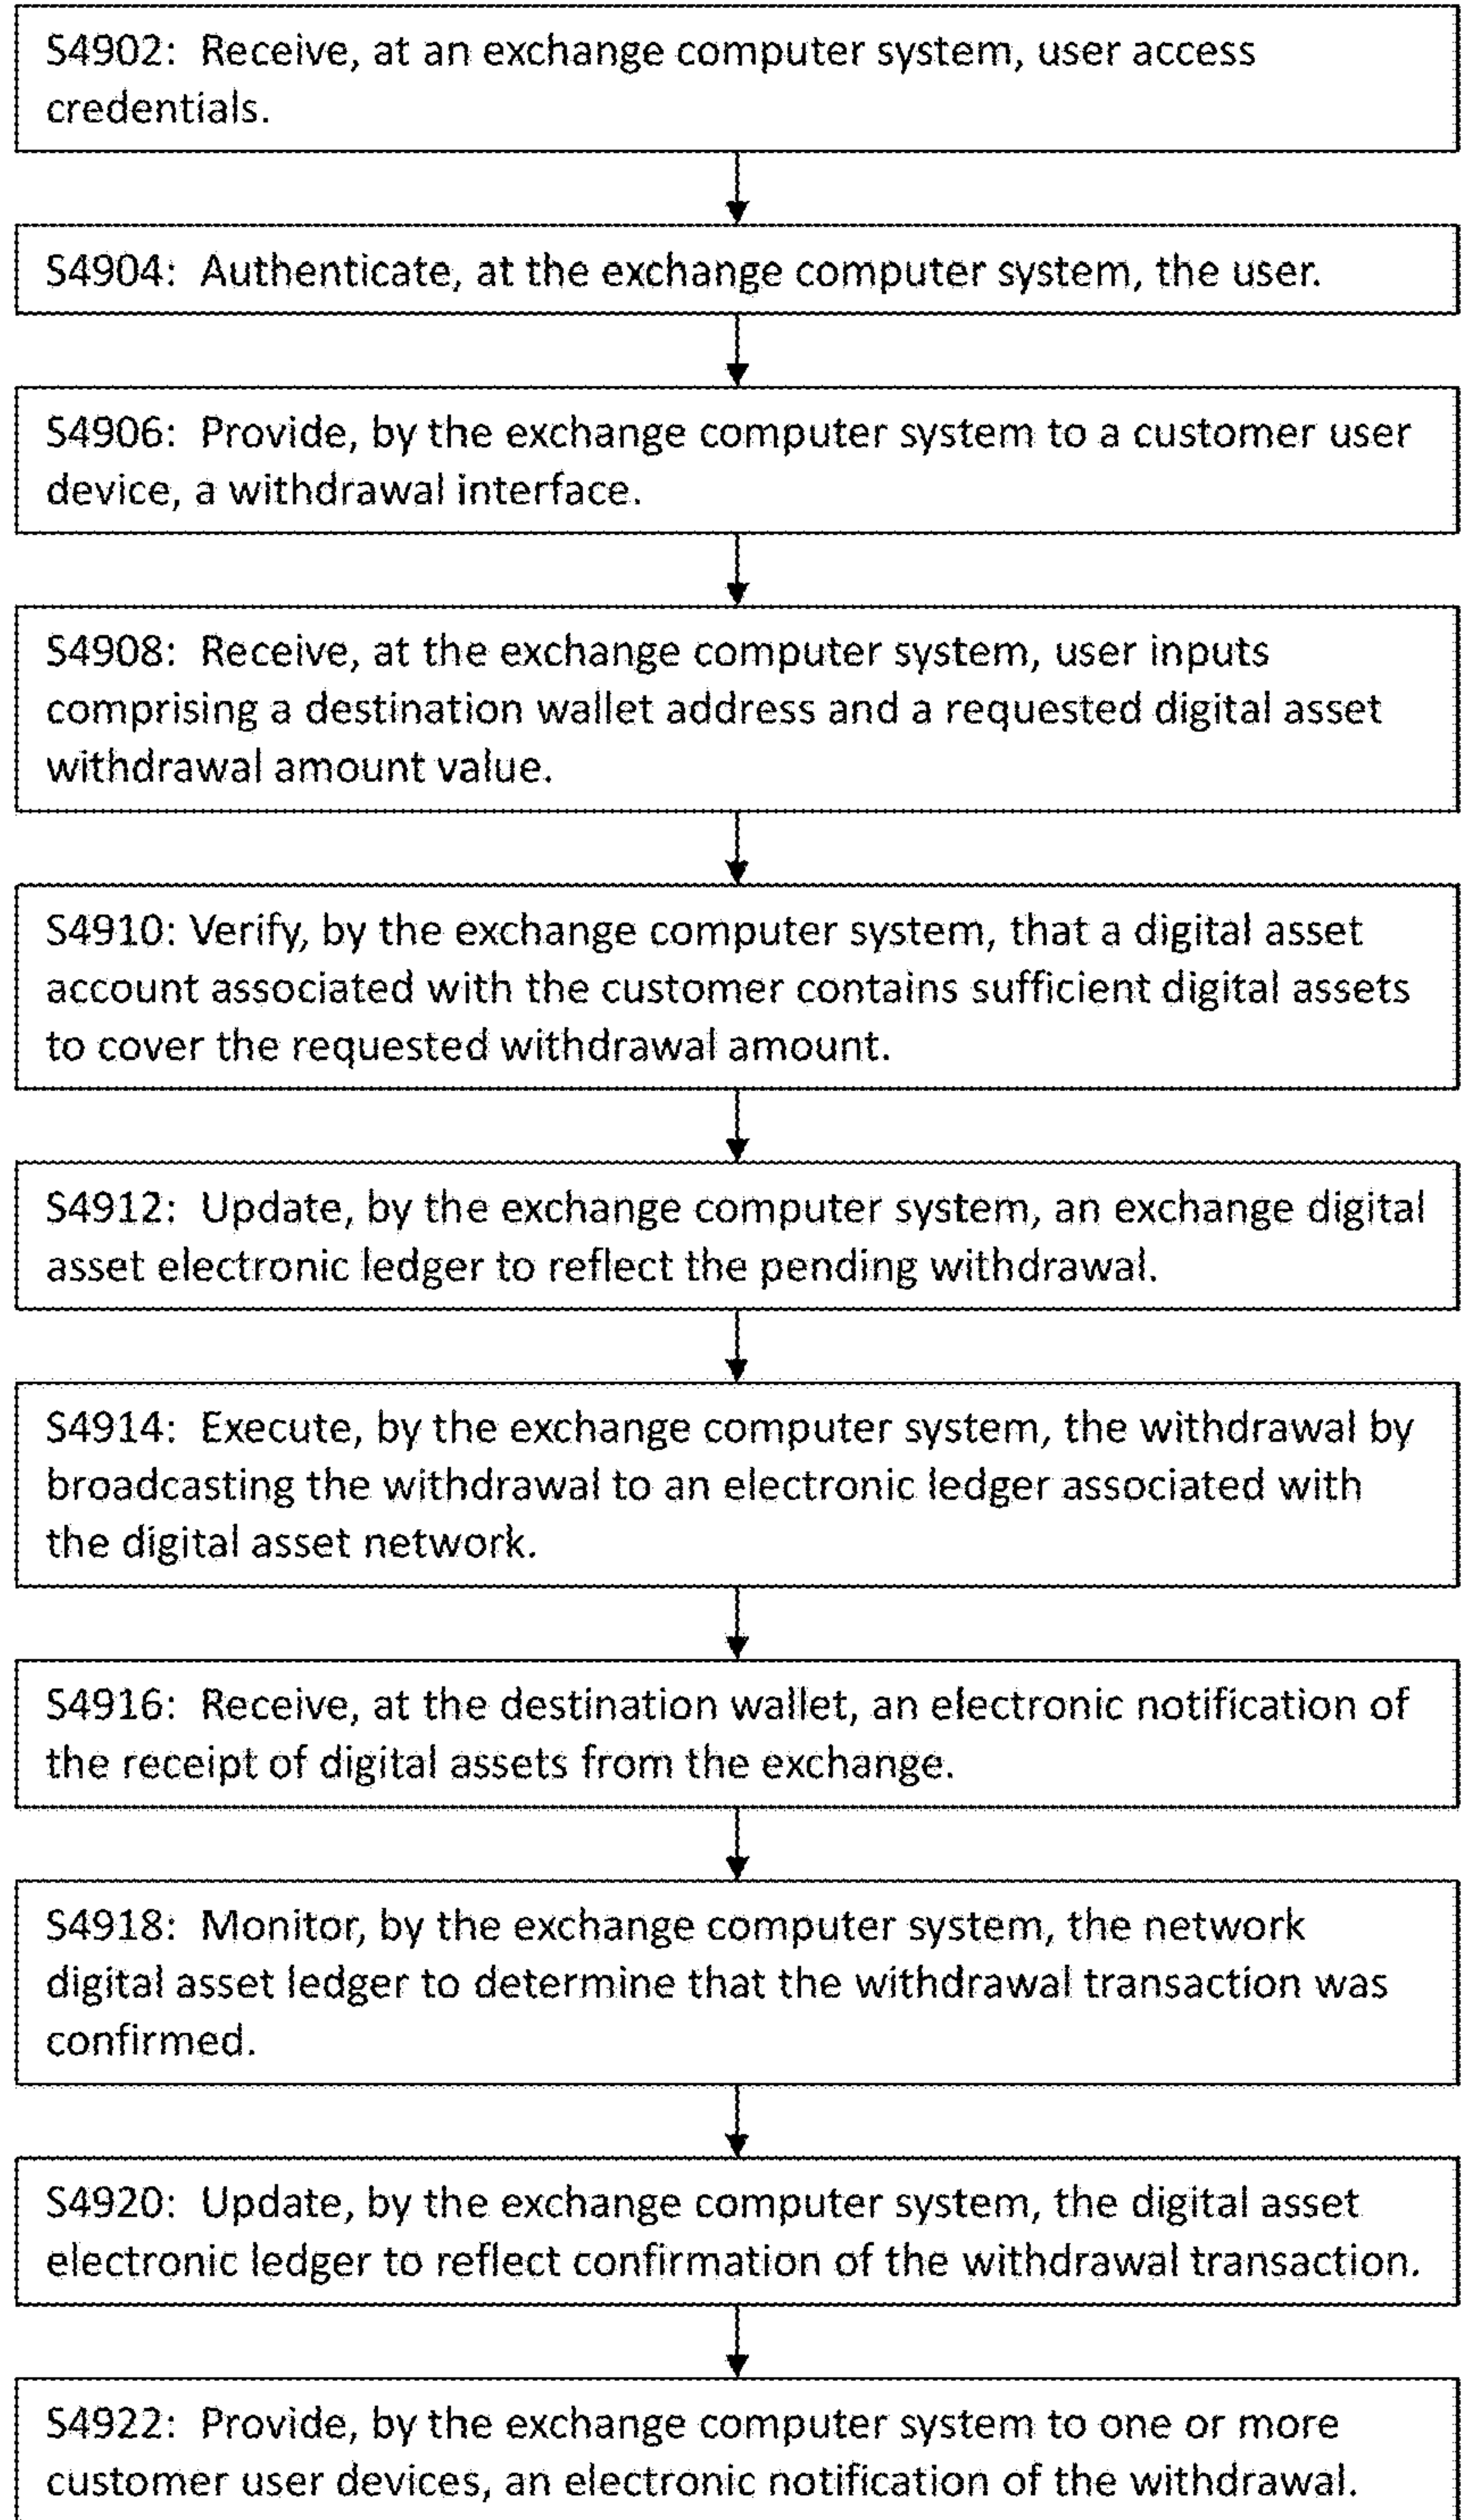 S4902: Receive, at an exchange computer system, user access
credentials.
S4904: Authenticate, at the exchange computer system, the user.
S4906: Provide, by the exchange computer system to a customer user
device, a withdrawal interface.
S4908: Receive, at the exchange computer system, user inputs
comprising a destination wallet address and a requested digital asset
withdrawal amount value.
S4910: Verify, by the exchange computer system, that a digital asset
account associated with the customer contains sufficient digital assets
to cover the requested withdrawal amount.
S4912: Update, by the exchange computer system, an exchange digital
asset electronic ledger to reflect the pending withdrawal.
S4914: Execute, by the exchange computer system, the withdrawal by
broadcasting the withdrawal to an electronic ledger associated with
the digital asset network.
S4916: Receive, at the destination wallet, an electronic notification of
the receipt of digital assets from the exchange.
S4918: Monitor, by the exchange computer system, the network
digital asset ledger to determine that the withdrawal transaction was
confirmed.
S4920: Update, by the exchange computer system, the digital asset
electronic ledger to reflect confirmation of the withdrawal transaction.
S4922: Provide, by the exchange computer system to one or more
customer user devices, an electronic notification of the withdrawal.